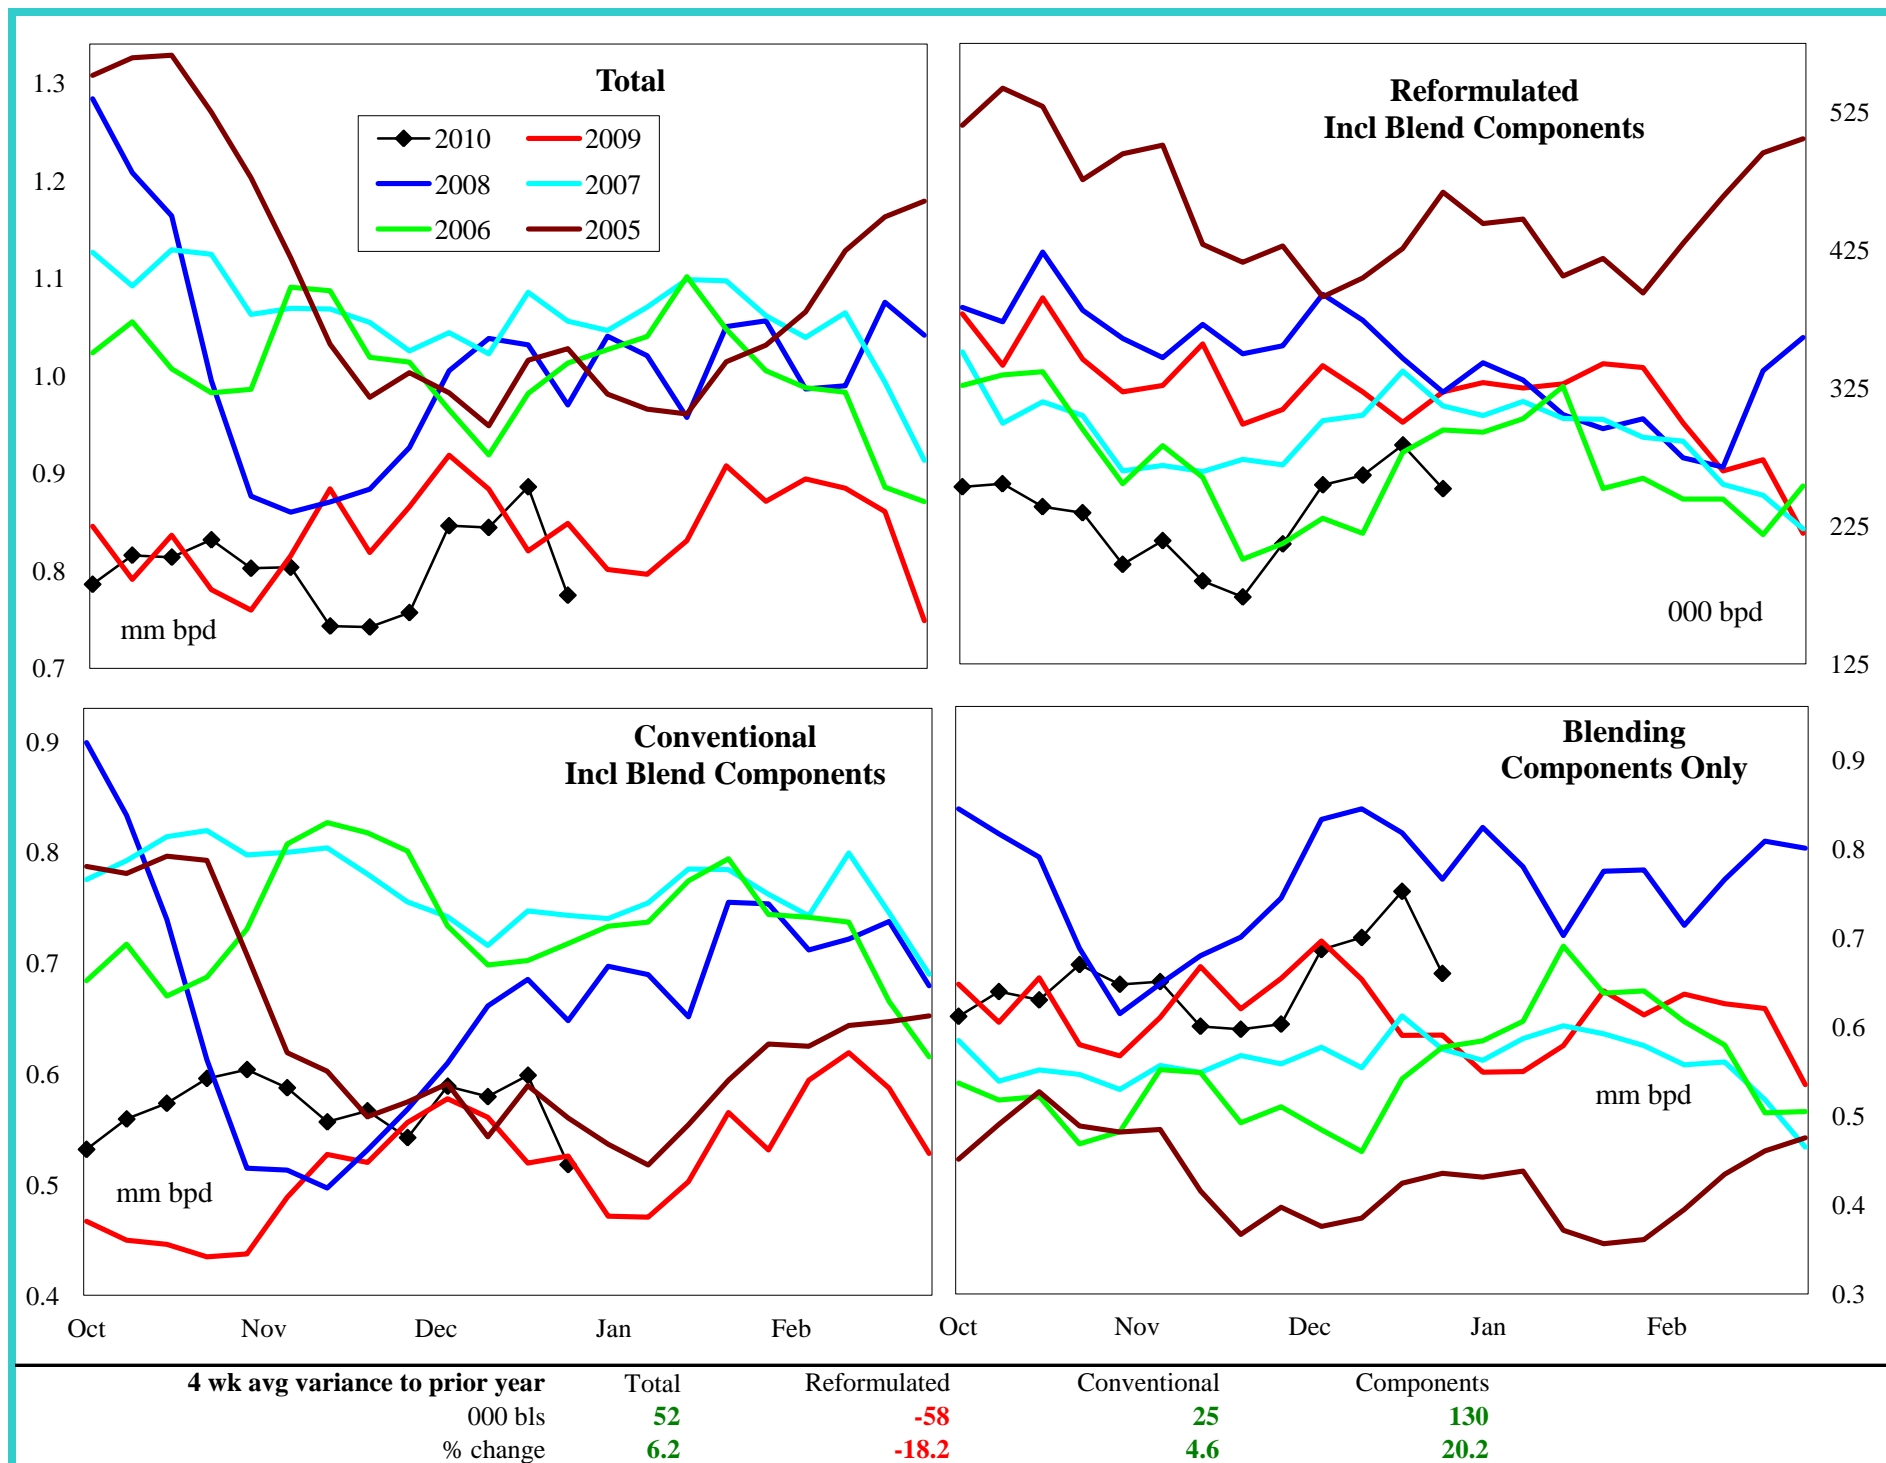 Total
2010 2009
2008 2007
2006 2005
1.3
1.2
1.1
1.0
0.9
0.8
0.7
mm bpd
Reformulated
Incl Blend Components
525
425
325
225
125
000 bpd
Conventional
Incl Blend Components
0.9
0.8
0.7
0.6
0.5
0.4
mm bpd
Oct Nov Dec Jan Feb
Blending
Components Only
0.9
0.8
0.7
0.6
0.5
0.4
0.3
mm bpd
Oct Nov Dec Jan Feb
4 wk avg variance to prior year Total Reformulated Conventional Components
000 bls 52 -58 25 130
% change 6.2 -18.2 4.6 20.2